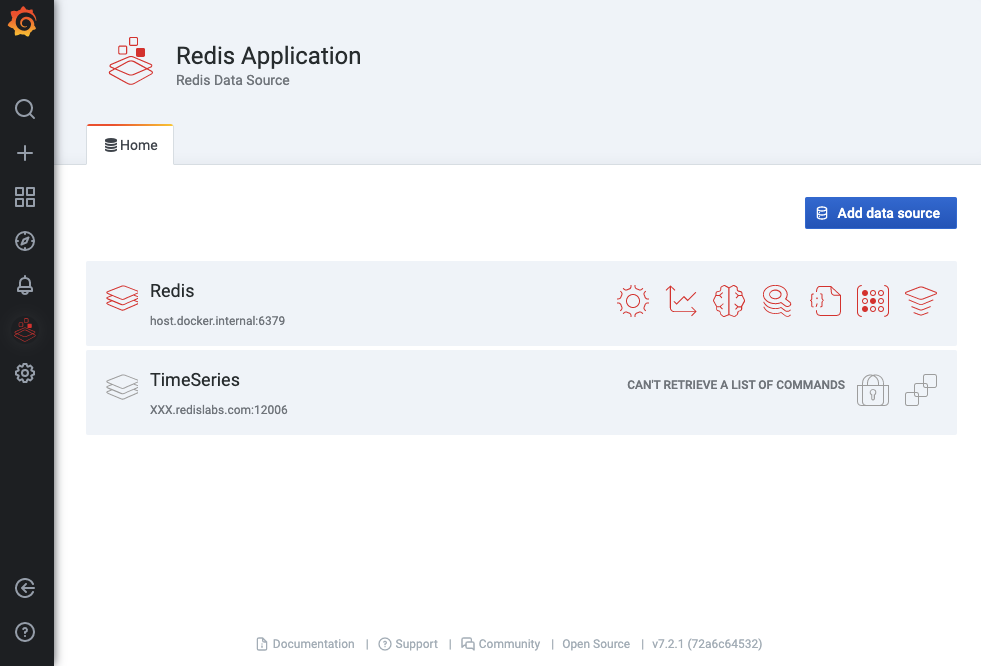 Redis Application
Redis Data Source
Home
Add data source
Redis
host.docker.internal:6379
TimeSeries
XXX.redislabs.com:12006
CAN'T RETRIEVE A LIST OF COMMANDS
Documentation | Support | Community | Open Source | v7.2.1 (72a6c64532)